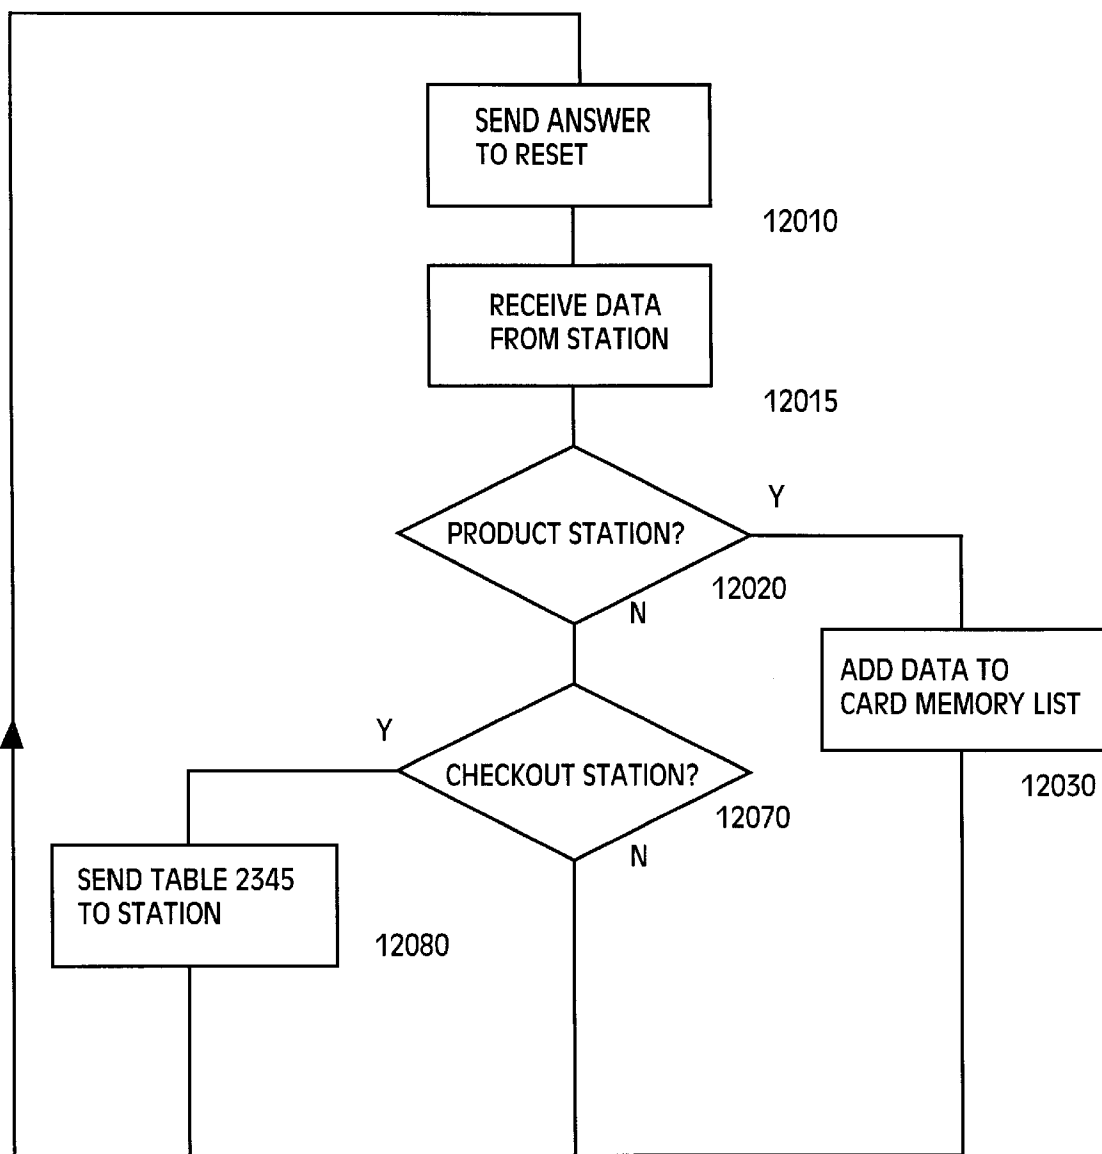 SEND ANSWER
TO RESET
12010
RECEIVE DATA
FROM STATION
12015
Y
PRODUCT STATION?
12020
N
ADD DATA TO
CARD MEMORY LIST
12030
Y
CHECKOUT STATION?
12070
N
SEND TABLE 2345
TO STATION
12080